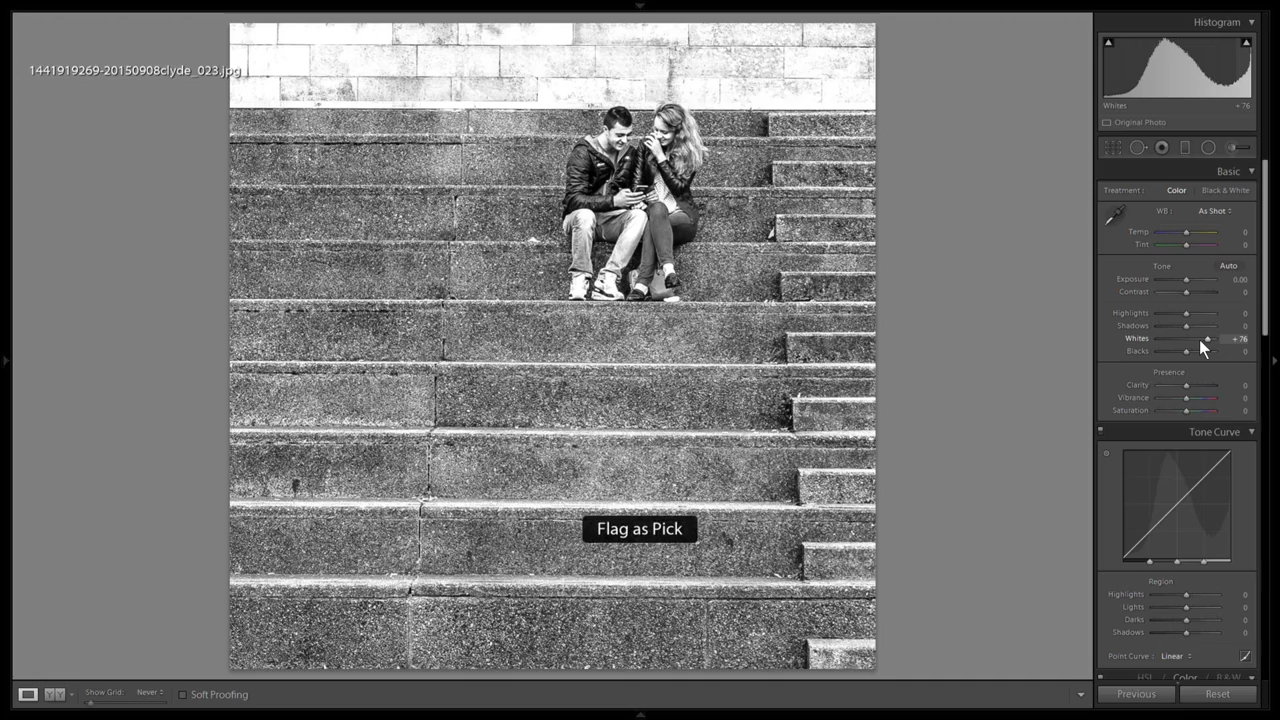 Histogram
1441919269-20150908clyde_023.jpg
Whites + 76
Original Photo
Basic
Treatment : Color Black & White
WB : As Shot
Temp 0
Tint 0
Tone Auto
Exposure 0.00
Contrast 0
Highlights 0
Shadows 0
Whites + 76
Blacks 0
Presence
Clarity 0
Vibrance 0
Saturation 0
Tone Curve
Flag as Pick
Region
Highlights 0
Lights 0
Darks 0
Shadows 0
Point Curve : Linear
HSL / Color / B & W
Show Grid: Never Soft Proofing
Previous Reset